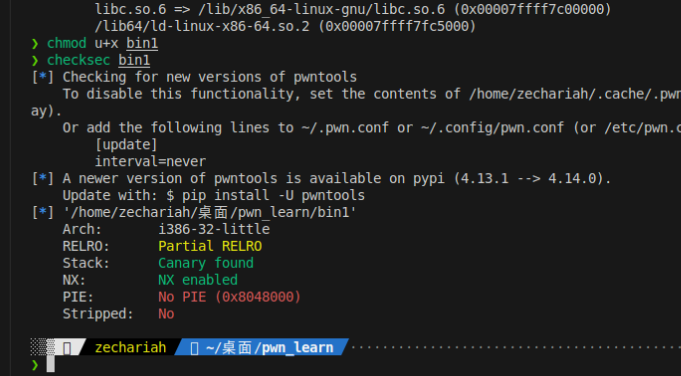 libc.so.6 => /lib/x86_64-linux-gnu/libc.so.6 (0x00007ffff7c00000)
/lib64/ld-linux-x86-64.so.2 (0x00007ffff7fc5000)
❯ chmod u+x bin1
❯ checksec bin1
[*] Checking for new versions of pwntools
To disable this functionality, set the contents of /home/zechariah/.cache/.pwn
ay).
Or add the following lines to ~/.pwn.conf or ~/.config/pwn.conf (or /etc/pwn.c
[update]
interval=never
[*] A newer version of pwntools is available on pypi (4.13.1 --> 4.14.0).
Update with: $ pip install -U pwntools
[*] '/home/zechariah/桌面/pwn_learn/bin1'
Arch: i386-32-little
RELRO: Partial RELRO
Stack: Canary found
NX: NX enabled
PIE: No PIE (0x8048000)
Stripped: No
zechariah ~/桌面/pwn_learn
❯